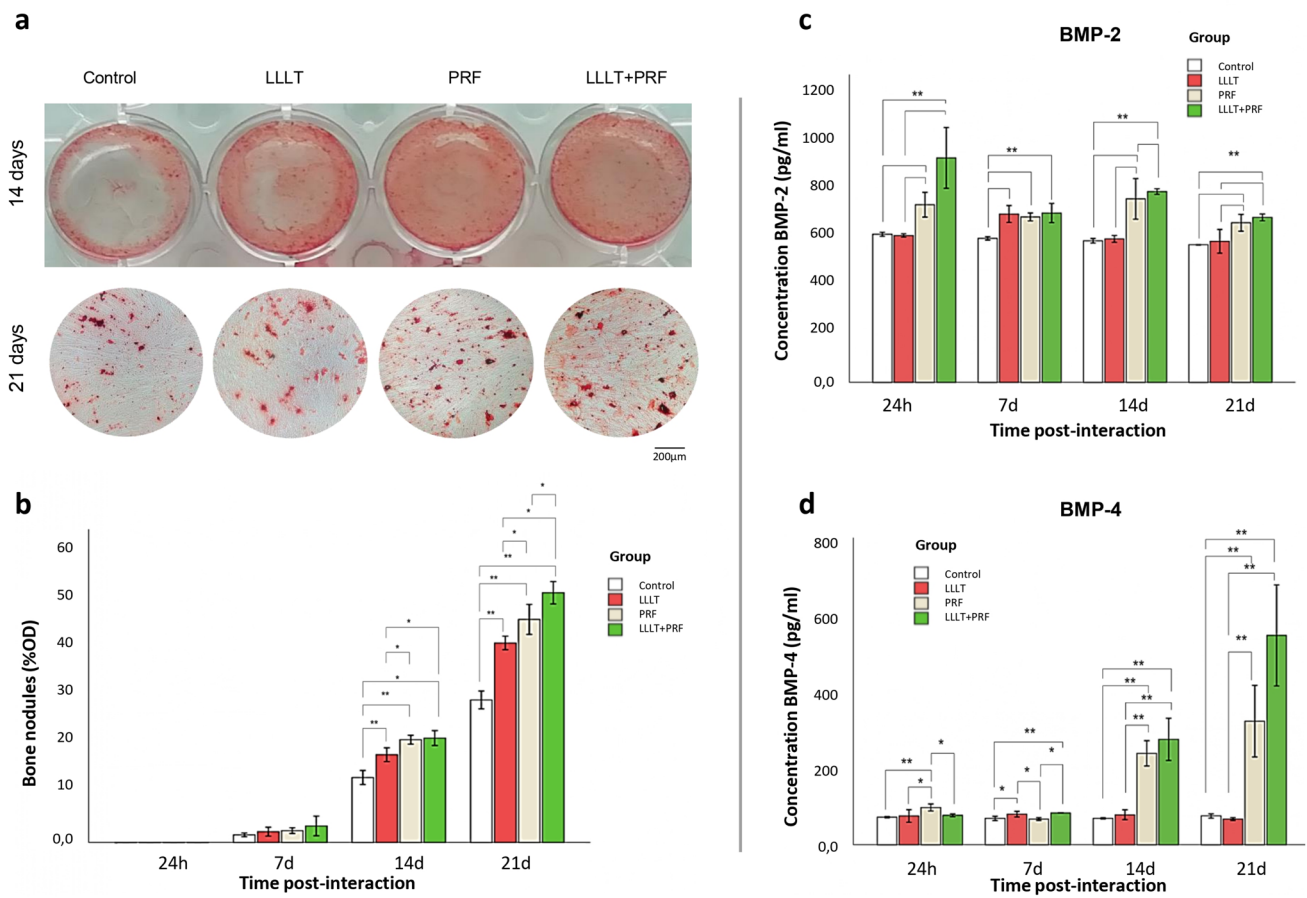 a
Control
LLLT
PRF
LLLT+PRF
14 days
21 days
200µm
b
Bone nodules (%OD)
60
50
40
30
20
10
0,0
*
*
*
**
**
**
*
*
*
**
**
24h
7d
14d
21d
Time post-interaction
Group
Control
LLLT
PRF
LLLT+PRF
c
BMP-2
Group
Control
LLLT
PRF
LLLT+PRF
Concentration BMP-2 (pg/ml)
1200
1000
800
600
400
200
0,0
**
**
**
**
24h
7d
14d
21d
Time post-interaction
d
BMP-4
Group
Control
LLLT
PRF
LLLT+PRF
Concentration BMP-4 (pg/ml)
800
600
400
200
0,0
**
*
*
**
*
*
*
**
**
**
**
**
**
**
**
24h
7d
14d
21d
Time post-interaction